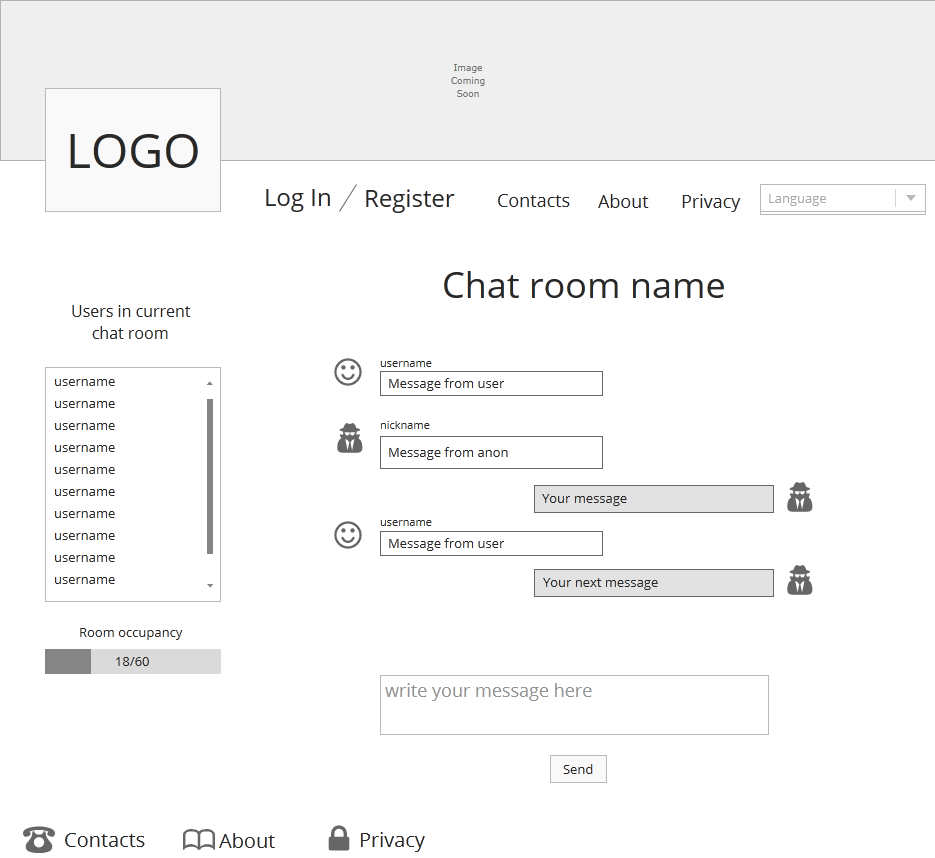 Image
Coming
Soon
LOGO
Log In / Register
Contacts
About
Privacy
Language
Chat room name
Users in current
chat room
username
username
username
username
username
username
username
username
username
username
Room occupancy
18/60
username
Message from user
nickname
Message from anon
Your message
username
Message from user
Your next message
write your message here
Send
Contacts
About
Privacy